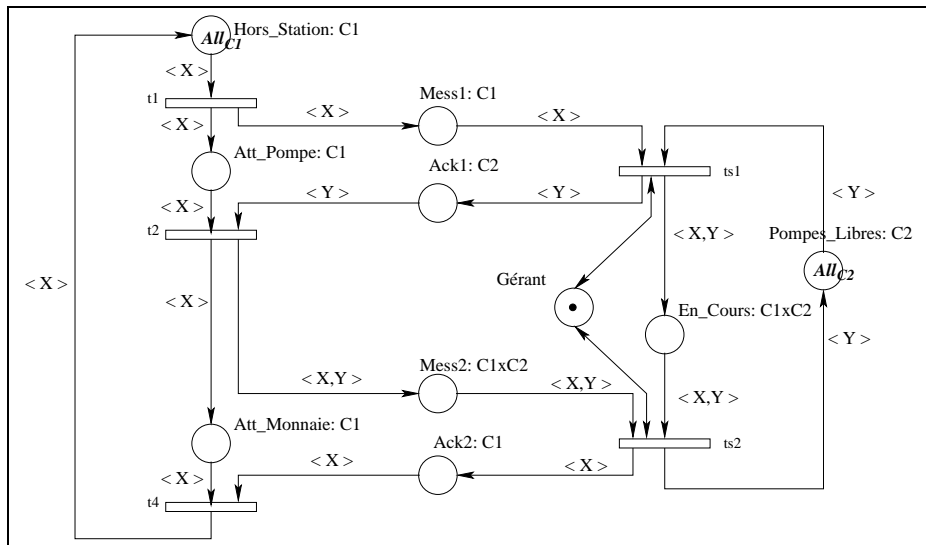 Hors_Station: C1
All C1
< X >
t1
< X >
< X >
Mess1: C1
< X >
Att_Pompe: C1
Ack1: C2
ts1
< X >
< Y >
< Y >
< Y >
t2
< X,Y >
Pompes_Libres: C2
All C2
< X >
< X >
Gérant
En_Cours: C1xC2
< Y >
Mess2: C1xC2
< X,Y >
< X,Y >
< X,Y >
Att_Monnaie: C1
Ack2: C1
ts2
< X >
< X >
< X >
t4